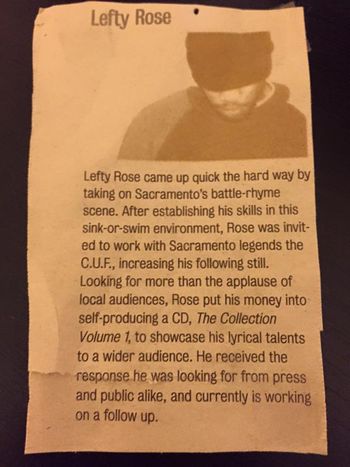 Lefty Rose
Lefty Rose came up quick the hard way by
taking on Sacramento's battle-rhyme
scene. After establishing his skills in this
sink-or-swim environment, Rose was invit-
ed to work with Sacramento legends the
C.U.F., increasing his following still.
Looking for more than the applause of
local audiences, Rose put his money into
self-producing a CD, The Collection
Volume 1, to showcase his lyrical talents
to a wider audience. He received the
response he was looking for from press
and public alike, and currently is working
on a follow up.